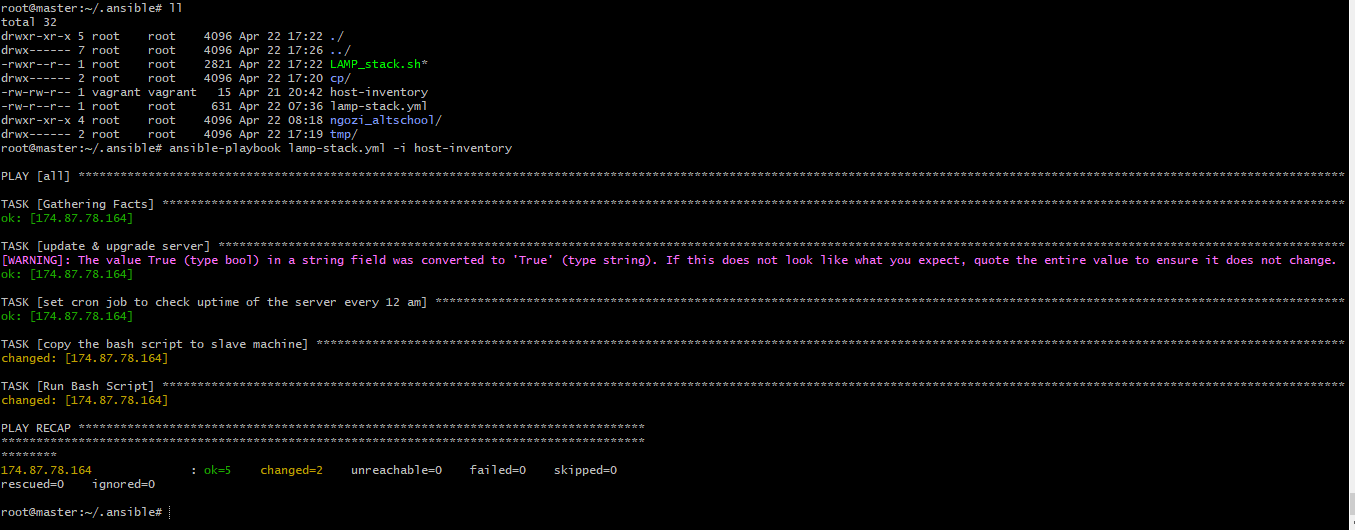 root@master:~/.ansible# ll
total 32
drwxr-xr-x 5 root    root    4096 Apr 22 17:22 ./
drwx------ 7 root    root    4096 Apr 22 17:26 ../
-rwxr--r-- 1 root    root    2821 Apr 22 17:22 LAMP_stack.sh*
drwx------ 2 root    root    4096 Apr 22 17:20 cp/
-rw-rw-r-- 1 vagrant vagrant   15 Apr 21 20:42 host-inventory
-rw-r--r-- 1 root    root     631 Apr 22 07:36 lamp-stack.yml
drwxr-xr-x 4 root    root    4096 Apr 22 08:18 ngozi_altschool/
drwx------ 2 root    root    4096 Apr 22 17:19 tmp/
root@master:~/.ansible# ansible-playbook lamp-stack.yml -i host-inventory
PLAY [all] *************************************************************************************************************************************************************************************
TASK [Gathering Facts] *************************************************************************************************************************************************************************
ok: [174.87.78.164]
TASK [update & upgrade server] *****************************************************************************************************************************************************************
[WARNING]: The value True (type bool) in a string field was converted to 'True' (type string). If this does not look like what you expect, quote the entire value to ensure it does not change.
ok: [174.87.78.164]
TASK [set cron job to check uptime of the server every 12 am] **********************************************************************************************************************************
ok: [174.87.78.164]
TASK [copy the bash script to slave machine] ***************************************************************************************************************************************************
changed: [174.87.78.164]
TASK [Run Bash Script] *************************************************************************************************************************************************************************
changed: [174.87.78.164]
PLAY RECAP *********************************************************************************
********************************************************************************************
********
174.87.78.164              : ok=5    changed=2    unreachable=0    failed=0    skipped=0
rescued=0    ignored=0
root@master:~/.ansible#